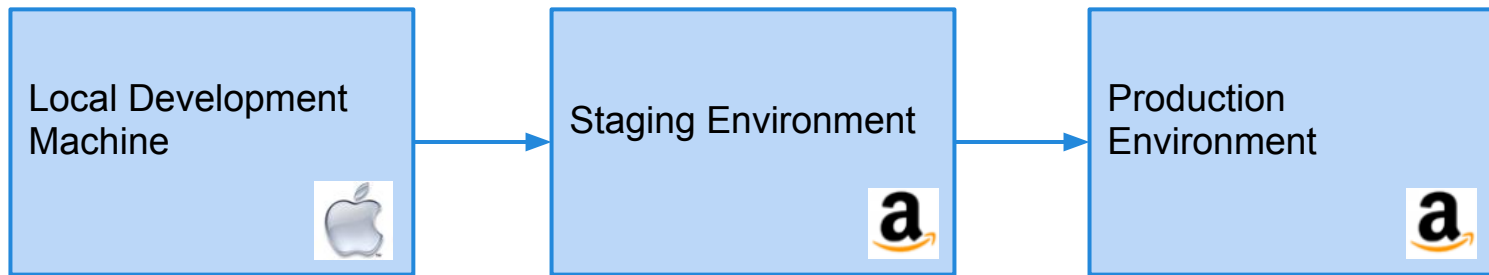 Local Development
Machine
Staging Environment
Production
Environment
a
a